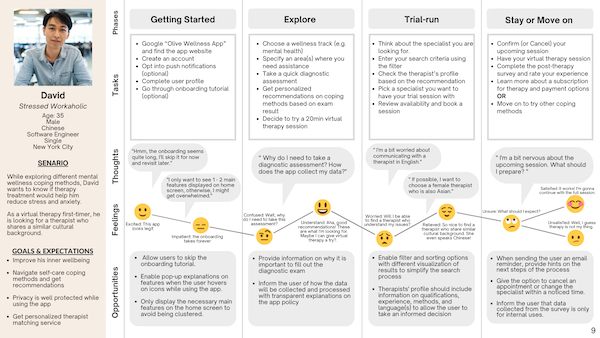 David
Stressed Workaholic
Age: 35
Male
Chinese
Software Engineer
Single
New York City
SENARIO
While exploring different mental
wellness coping methods, David
wants to know if therapy
treatment would help him
reduce stress and anxiety.
As a virtual therapy first-timer, he
is looking for a therapist who
shares a similar cultural
background.
GOALS & EXPECTATIONS
• Improve his inner wellbeing
• Navigate self-care coping
methods and get
recommendations
• Privacy is well protected while
using the app
• Get personalized therapist
matching service
Phases
Getting Started
Explore
Trial-run
Stay or Move on
Tasks
• Google "Olive Wellness App"
and find the app website
• Create an account
• Opt into push notifications
(optional)
• Complete user profile
• Go through onboarding tutorial
(optional)
• Choose a wellness track (e.g.
mental health)
• Specify an area(s) where you
need assistance
• Take a quick diagnostic
assessment
• Get personalized
recommendations on coping
methods based on exam
result
• Decide to try a 20min virtual
therapy session
• Think about the specialist you are
looking for.
• Enter your search criteria using
the filter
• Check the therapist's profile
based on the recommendation
• Pick a specialist you want to
have your trial session with
• Review availability and book a
session
• Confirm (or Cancel) your
upcoming session
• Have your virtual therapy session
• Complete the post-therapy
survey and rate your experience
• Learn more about a subscription
for therapy and payment options
OR
• Move on to try other coping
methods
Thoughts
"Hmm, the onboarding seems
quite long, I'll skip it for now
and revisit later."
"I only want to see 1 - 2 main
features displayed on home
screen, otherwise, I might
get overwhelmed."
" Why do I need to take a
diagnostic assessment? How
does the app collect my data?"
"I'm a bit worried about
communicating with a
therapist in English."
" If possible, I want to
choose a female therapist
who is also Asian."
"I'm a bit nervous about the
upcoming session. What should
I prepare? "
Feelings
Excited: This app
looks legit!
Impatient: the onboarding
takes forever
Confused: Well, why
do I need to take this
assessment?
Understand: Aha, good
recommendations! These
are what I'm looking for.
Maybe I can give virtual
therapy a try!
Worried: Will I be able
to find a therapist who
understand my issues?
Relieved: So nice to find a
therapist who share similar
cultural background. She
even speaks Chinese!
Unsure: What should I expect?
Satisfied: It works! I'm gonna
continue with the full session.
Unsatisfied: Well, I guess
therapy is not my thing.
Opportunities
• Allow users to skip the
onboarding tutorial.
• Enable pop-up explanations on
features when the user hovers
on icons while using the app.
• Only display the necessary main
features on the home screen to
avoid being clustered.
• Provide information on why it is
important to fill out the
diagnostic exam
• Inform the user of how the data
will be collected and processed
with transparent explanations on
the app policy
• Enable filter and sorting options
with different visualization of
results to simplify the search
process
• Therapists' profile should include
information on qualifications,
experience, methods, and
language(s) to allow the user to
take an informed decision
• When sending the user an email
reminder, provide hints on the
next steps of the process
• Give the option to cancel an
appointment or change the
specialist within a noticed time.
• Inform the user that data
collected from the survey is only
for internal uses.
9